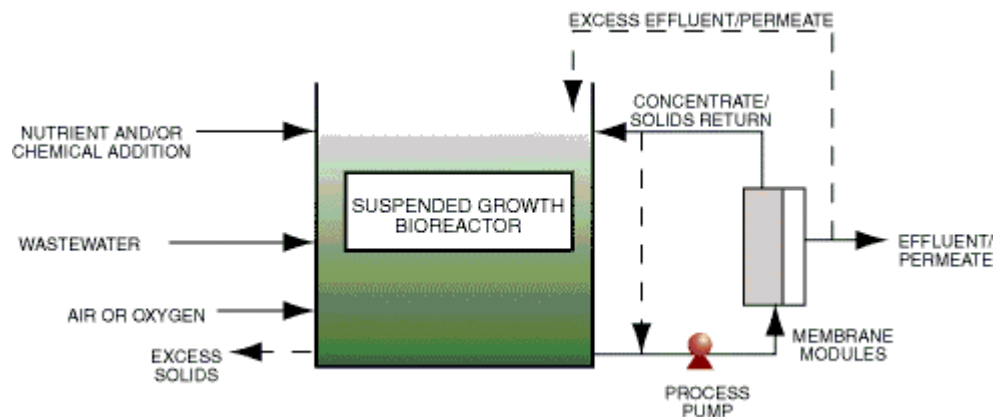 EXCESS EFFLUENT/PERMEATE
NUTRIENT AND/OR
CHEMICAL ADDITION
CONCENTRATE/
SOLIDS RETURN
SUSPENDED GROWTH
BIOREACTOR
WASTEWATER
EFFLUENT/
PERMEATE
AIR OR OXYGEN
EXCESS
SOLIDS
MEMBRANE
MODULES
PROCESS
PUMP